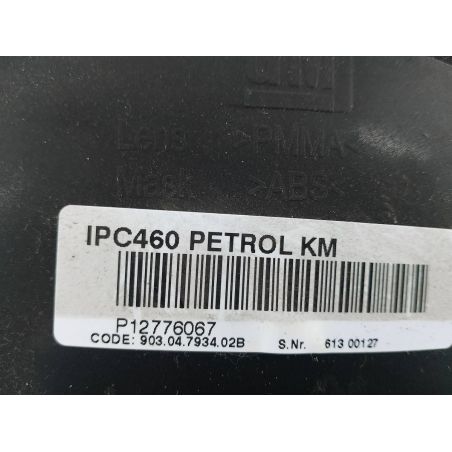 Lens >PMMA<
Mask >ABS<
IPC460 PETROL KM
P12776067
CODE: 903.04.7934.02B S.Nr. 613 00127